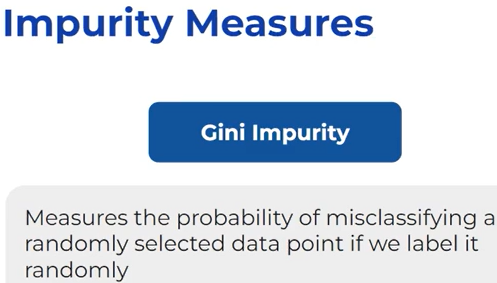 Impurity Measures
Gini Impurity
Measures the probability of misclassifying a
randomly selected data point if we label it
randomly